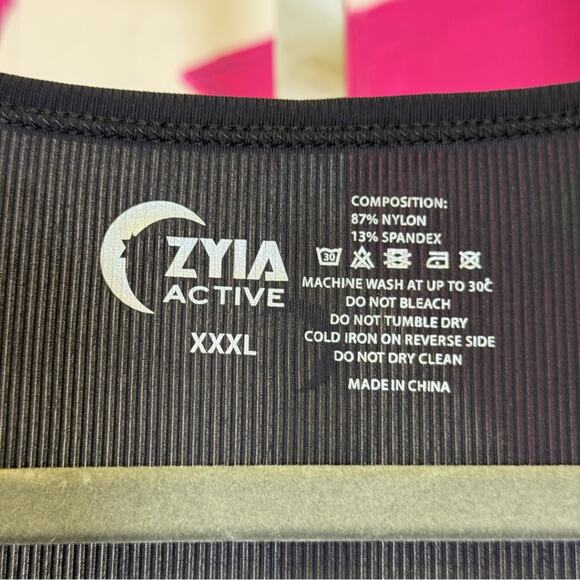 ZYIA
ACTIVE
XXXL
COMPOSITION:
87% NYLON
13% SPANDEX
30
MACHINE WASH AT UP TO 30℃
DO NOT BLEACH
DO NOT TUMBLE DRY
COLD IRON ON REVERSE SIDE
DO NOT DRY CLEAN
MADE IN CHINA